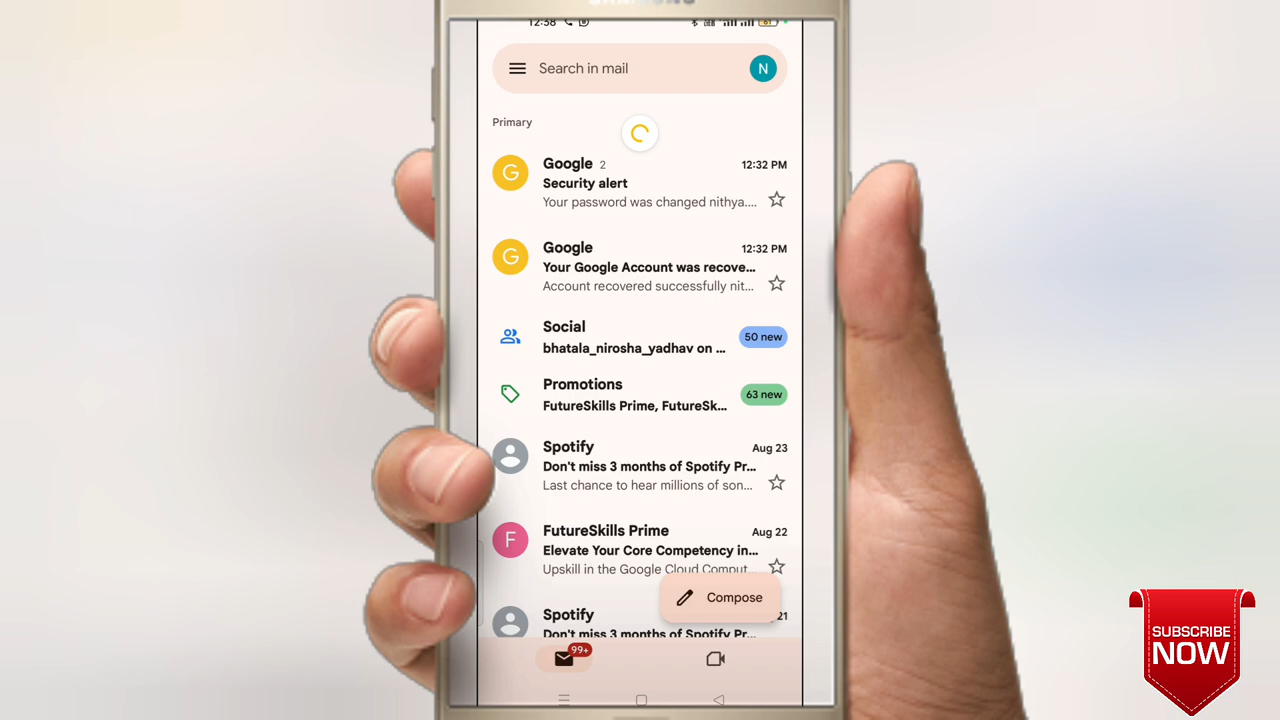 SAMSUNG
12:38
Search in mail
N
Primary
G
Google 2
12:32 PM
Security alert
Your password was changed nithya....
G
Google
12:32 PM
Your Google Account was recove...
Account recovered successfully nit...
Social
bhatala_nirosha_yadhav on ...
50 new
Promotions
FutureSkills Prime, FutureSk...
63 new
Spotify
Aug 23
Don't miss 3 months of Spotify Pr...
Last chance to hear millions of son...
F
FutureSkills Prime
Aug 22
Elevate Your Core Competency in...
Upskill in the Google Cloud Comput...
Compose
Spotify
21
Don't miss 3 months of Spotify Pr...
99+
SUBSCRIBE
NOW